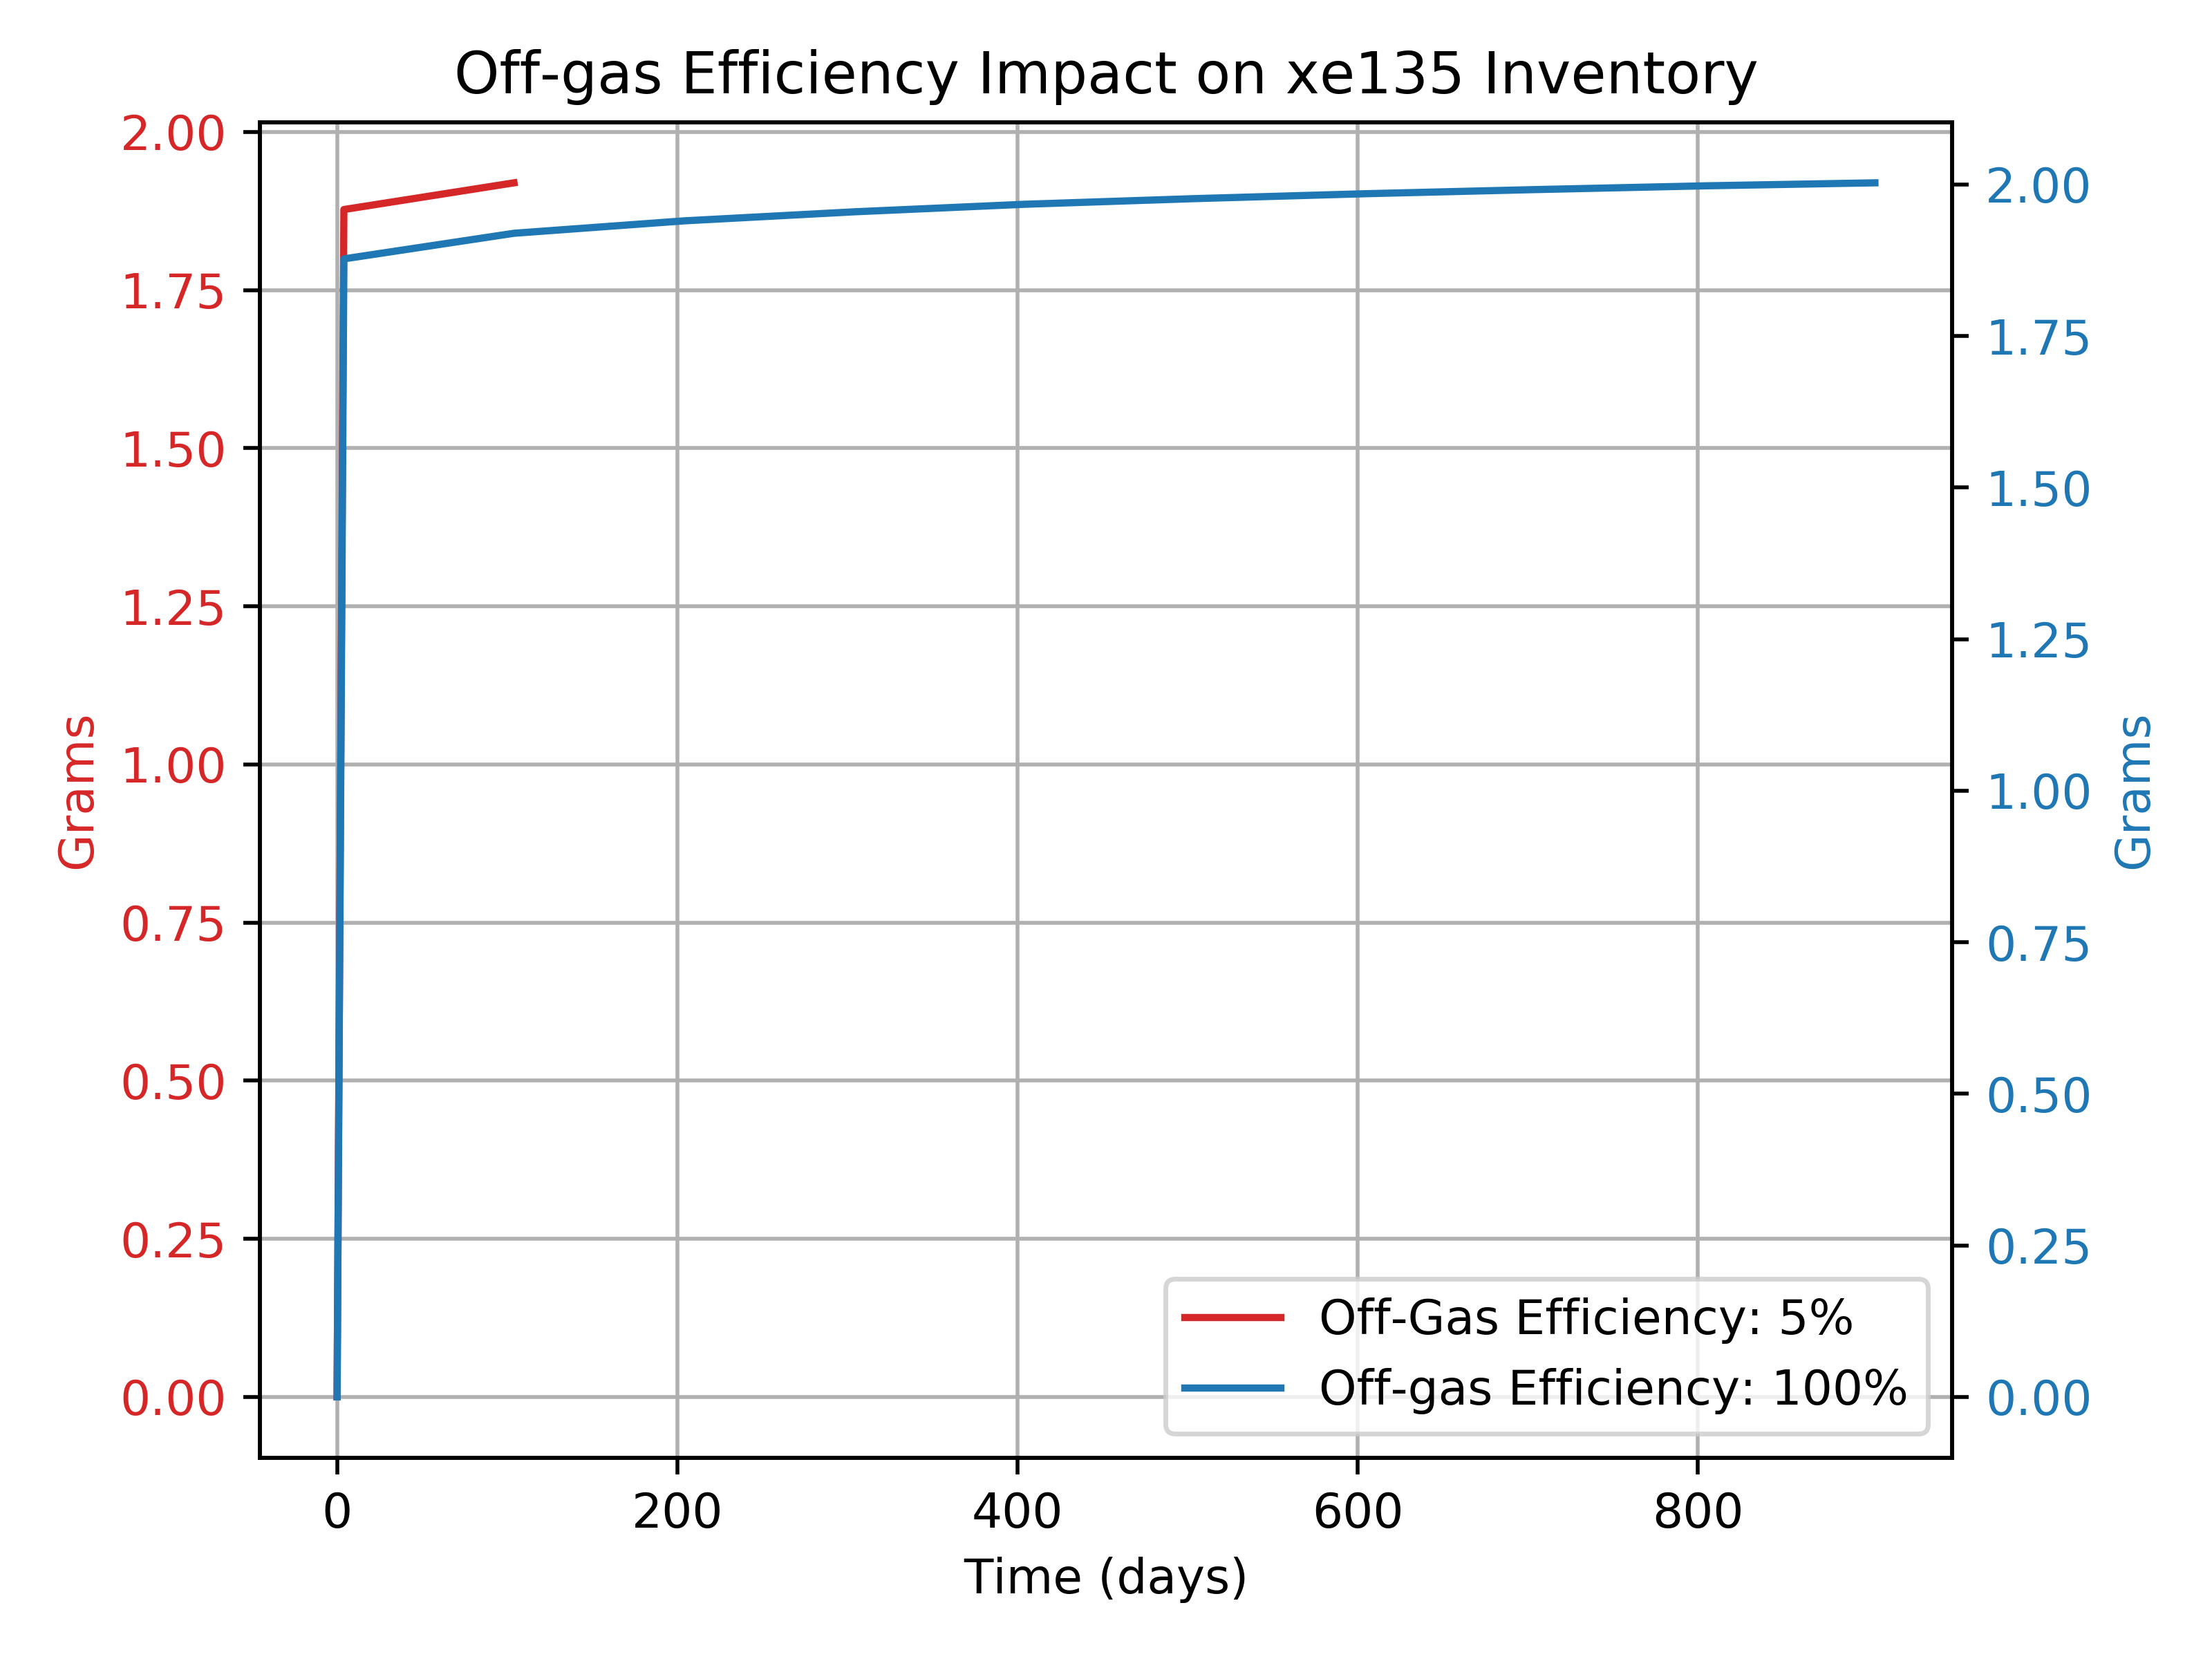 Off-gas Efficiency Impact on xe135 Inventory
2.00
1.75
1.50
1.25
1.00
0.75
0.50
0.25
0.00
Grams
2.00
1.75
1.50
1.25
1.00
0.75
0.50
0.25
0.00
Grams
Off-Gas Efficiency: 5%
Off-gas Efficiency: 100%
0 200 400 600 800
Time (days)